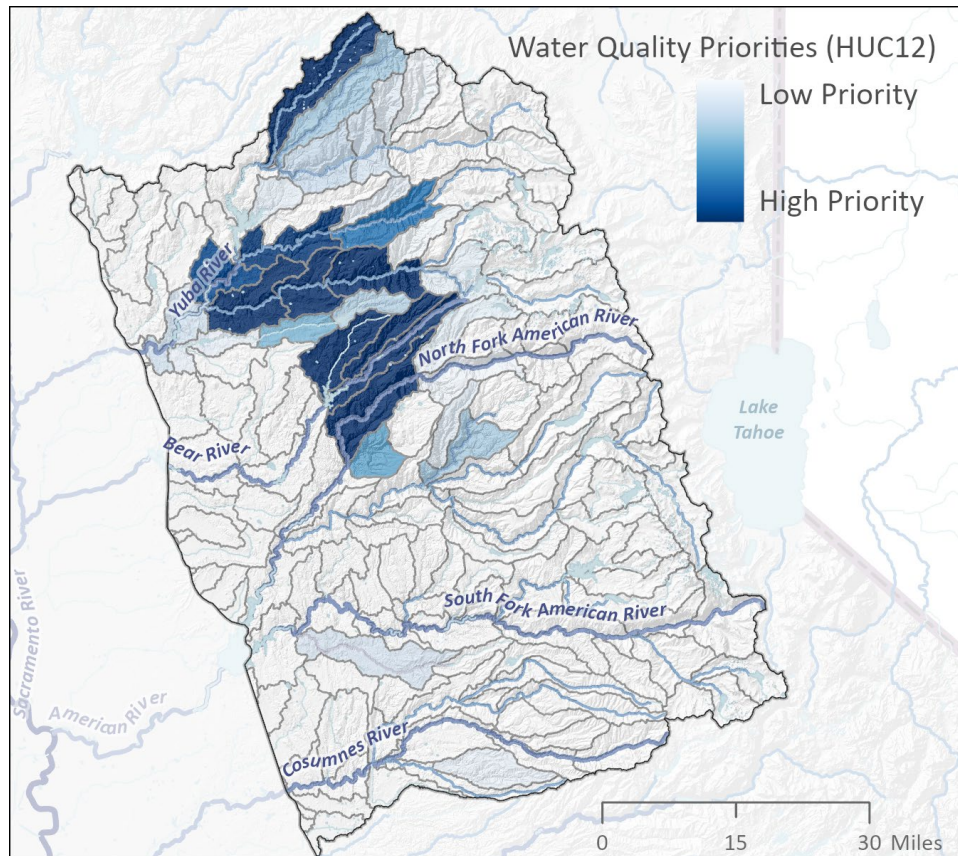 Water Quality Priorities (HUC12)
Low Priority
High Priority
Yuba River
North Fork American River
Lake
Tahoe
Bear River
South Fork American River
Sacramento River
American River
Cosumnes River
0 15 30 Miles